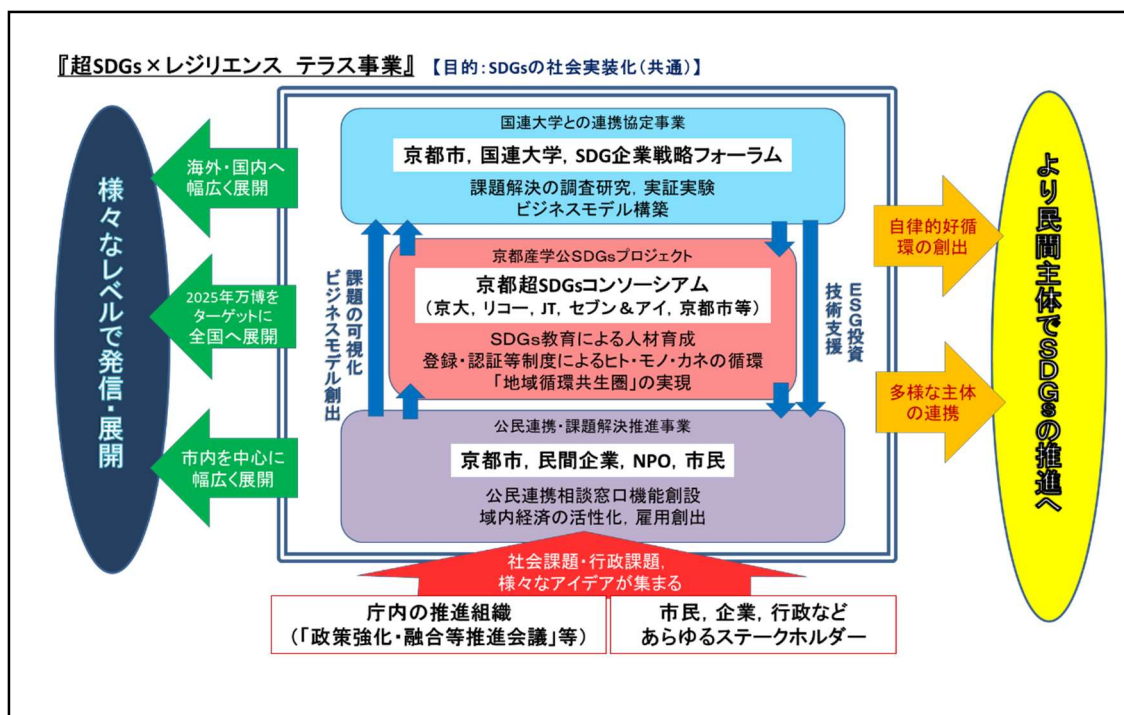 『超SDGs×レジリエンス テラス事業』 【目的：SDGsの社会実装化（共通）】
様々なレベルで発信・展開
海外・国内へ
幅広く展開
2025年万博を
ターゲットに
全国へ展開
市内を中心に
幅広く展開
国連大学との連携協定事業
京都市，国連大学，SDG企業戦略フォーラム
課題解決の調査研究，実証実験
ビジネスモデル構築
課題の可視化
ビジネスモデル創出
京都産学公SDGsプロジェクト
京都超SDGsコンソーシアム
（京大，リコー，JT，セブン＆アイ，京都市等）
SDGs教育による人材育成
登録・認証等制度によるヒト・モノ・カネの循環
「地域循環共生圏」の実現
ESG投資
技術支援
公民連携・課題解決推進事業
京都市，民間企業，NPO，市民
公民連携相談窓口機能創設
域内経済の活性化，雇用創出
自律的好循
環の創出
多様な主体
の連携
より民間主体でSDGsの推進へ
社会課題・行政課題，
様々なアイデアが集まる
庁内の推進組織
（「政策強化・融合等推進会議」等）
市民，企業，行政など
あらゆるステークホルダー